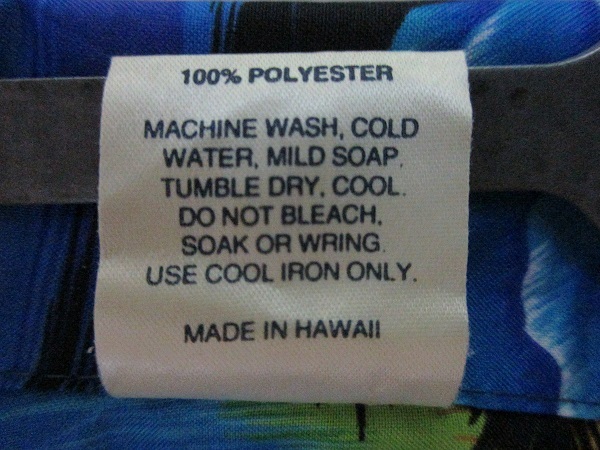 100% POLYESTER
MACHINE WASH, COLD
WATER, MILD SOAP.
TUMBLE DRY, COOL.
DO NOT BLEACH,
SOAK OR WRING.
USE COOL IRON ONLY.
MADE IN HAWAII